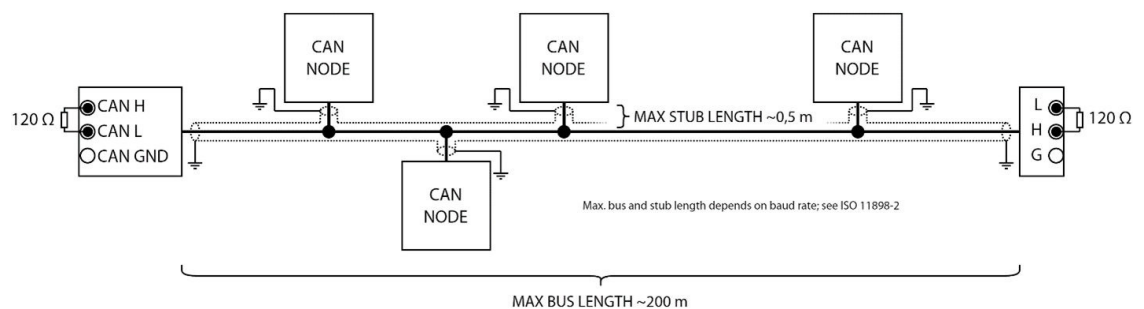 CAN
NODE
CAN
NODE
CAN
NODE
120 Ω
CAN H
CAN L
CAN GND
MAX STUB LENGTH ~0,5 m
L
H
G
120 Ω
CAN
NODE
Max. bus and stub length depends on baud rate; see ISO 11898-2
MAX BUS LENGTH ~200 m